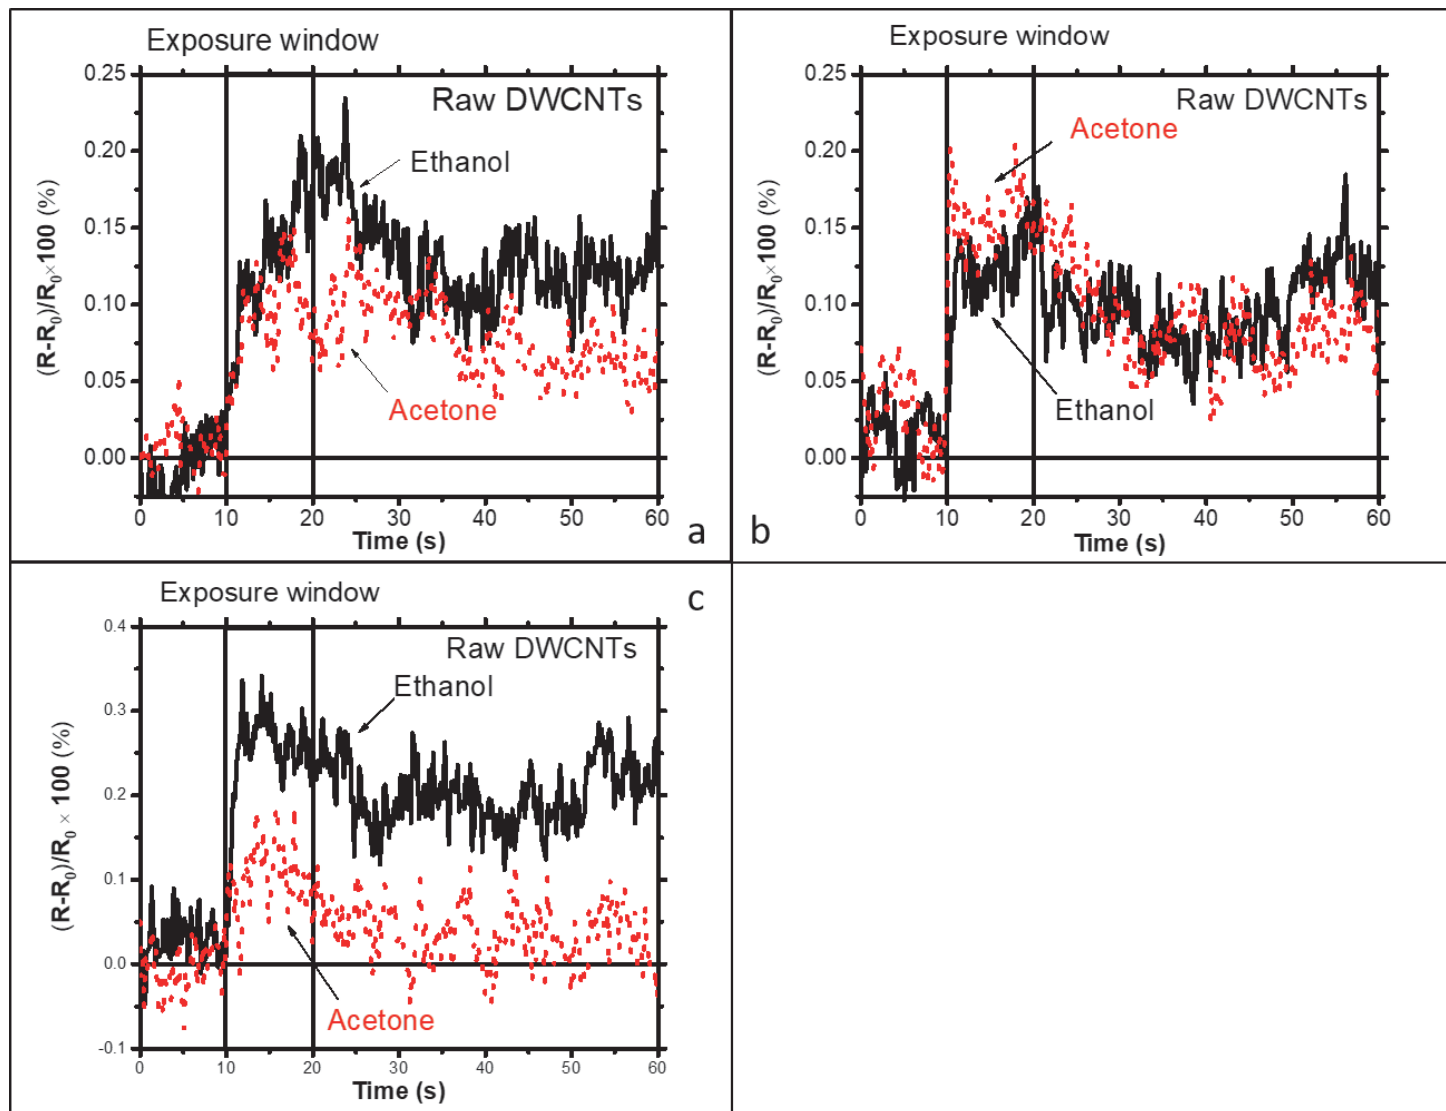 Exposure window
0.25
0.20
0.15
0.10
0.05
0.00
(R-R₀)/R₀×100 (%)
Raw DWCNTs
Ethanol
Acetone
0 10 20 30 40 50 60
Time (s)
a
Exposure window
0.25
0.20
0.15
0.10
0.05
0.00
(R-R₀)/R₀×100 (%)
Raw DWCNTs
Acetone
Ethanol
0 10 20 30 40 50 60
Time (s)
b
Exposure window
c
0.4
0.3
0.2
0.1
0.0
-0.1
(R-R₀)/R₀ × 100 (%)
Raw DWCNTs
Ethanol
Acetone
0 10 20 30 40 50 60
Time (s)